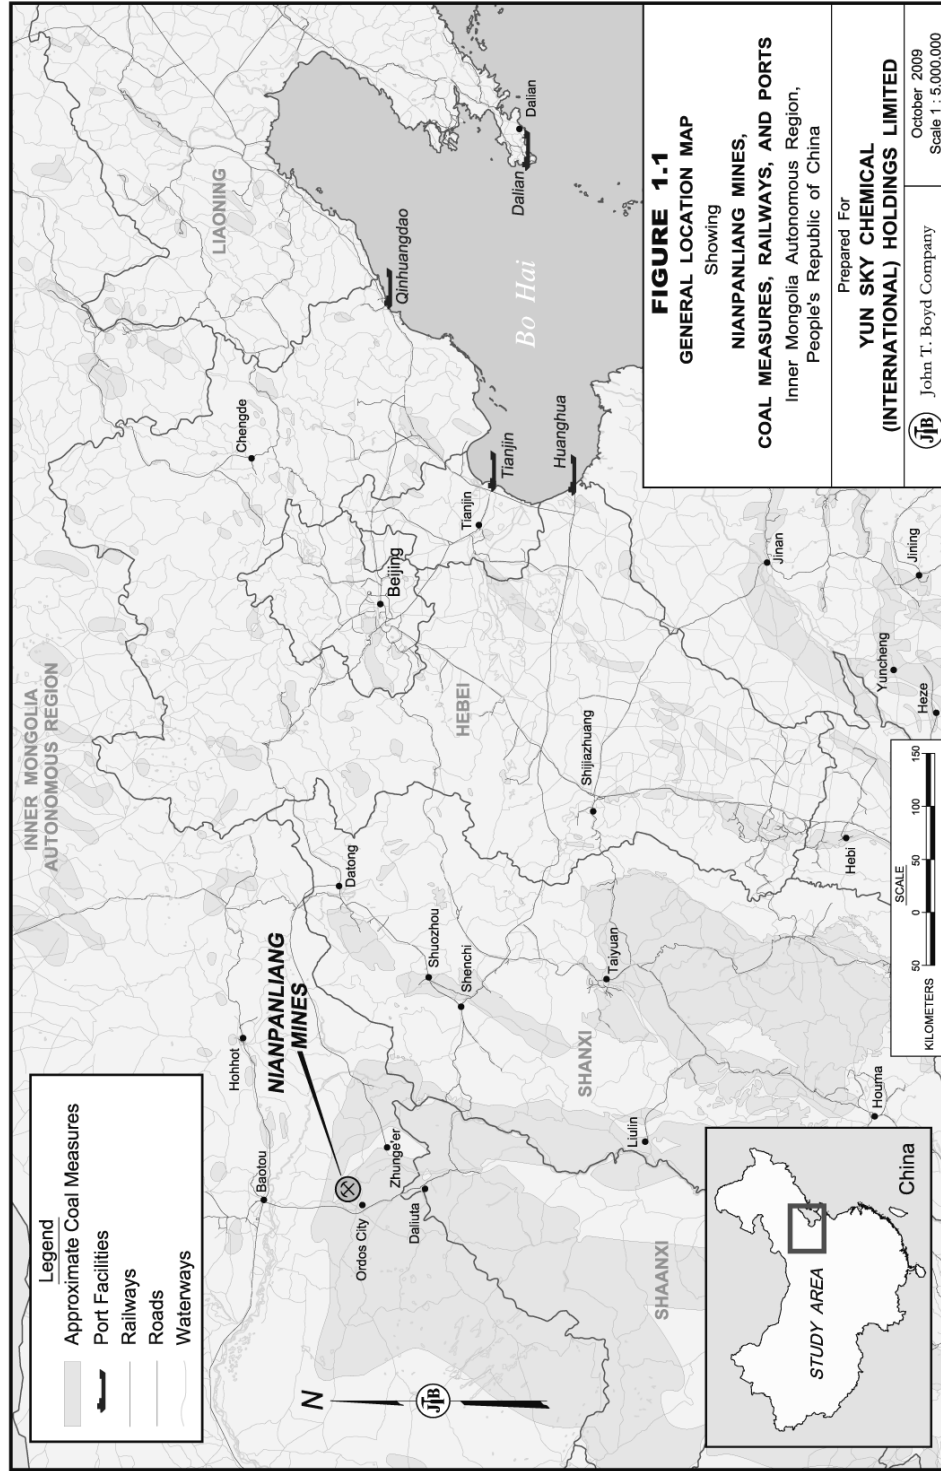 Legend
Approximate Coal Measures
Port Facilities
Railways
Roads
Waterways
N
JTB
INNER MONGOLIA
AUTONOMOUS REGION
LIAONING
HEBEI
SHANXI
SHAANXI
NIANPANLIANG
MINES
Hohhot
Baotou
Ordos City
Zhunge'er
Daliuta
Datong
Shuozhou
Shenchi
Taiyuan
Liulin
Houma
Shijiazhuang
Hebi
Beijing
Chengde
Tianjin
Tianjin
Huanghua
Qinhuangdao
Dalian
Dalian
Bo Hai
Jinan
Jining
Yuncheng
Heze
STUDY AREA
China
SCALE
KILOMETERS 50 0 50 100 150
FIGURE 1.1
GENERAL LOCATION MAP
Showing
NIANPANLIANG MINES,
COAL MEASURES, RAILWAYS, AND PORTS
Inner Mongolia Autonomous Region,
People's Republic of China
Prepared For
YUN SKY CHEMICAL
(INTERNATIONAL) HOLDINGS LIMITED
JTB John T. Boyd Company
October 2009
Scale 1 : 5,000,000